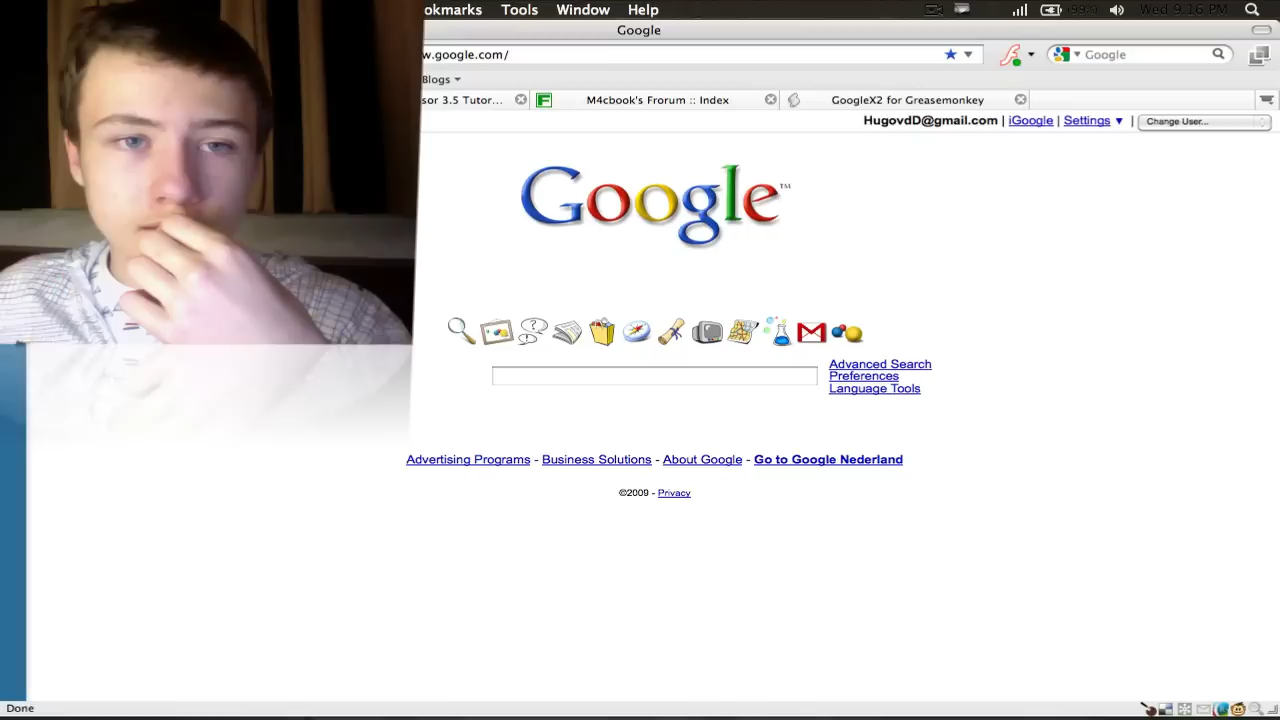 okmarks Tools Window Help Wed 9:16 PM
Google
w.google.com/ Google
Blogs
sor 3.5 Tutor... M4cbook's Frorum :: Index GoogleX2 for Greasemonkey
HugovdD@gmail.com | iGoogle | Settings ▼ | Change User...
Google™
Advanced Search
Preferences
Language Tools
Advertising Programs - Business Solutions - About Google - Go to Google Nederland
©2009 - Privacy
Done